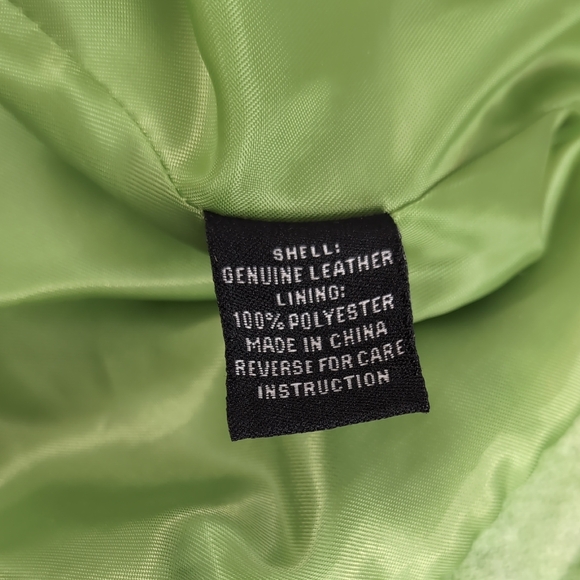 SHELL:
GENUINE LEATHER
LINING:
100% POLYESTER
MADE IN CHINA
REVERSE FOR CARE
INSTRUCTION